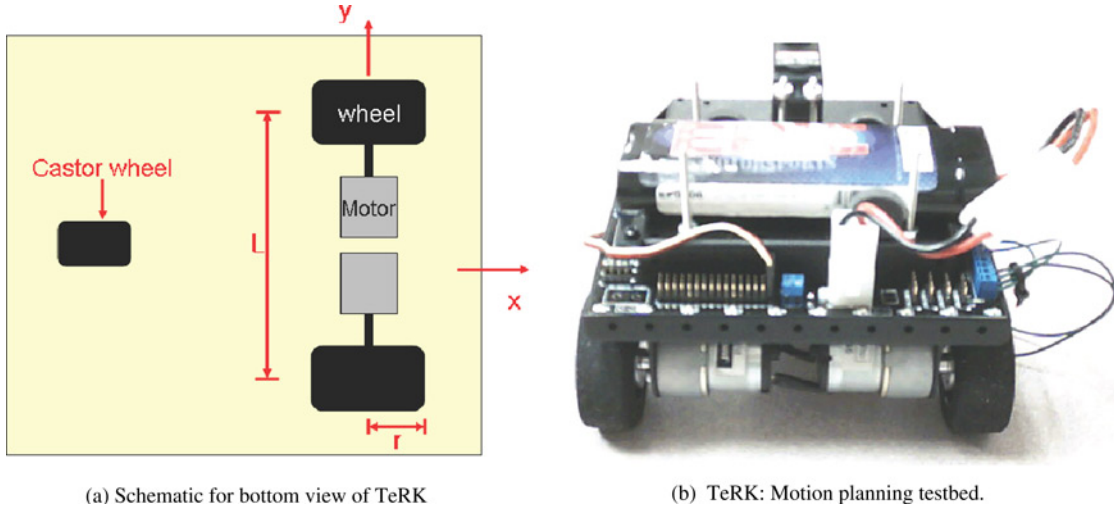 y
wheel
Castor wheel
Motor
L
x
r
(a) Schematic for bottom view of TeRK
(b) TeRK: Motion planning testbed.